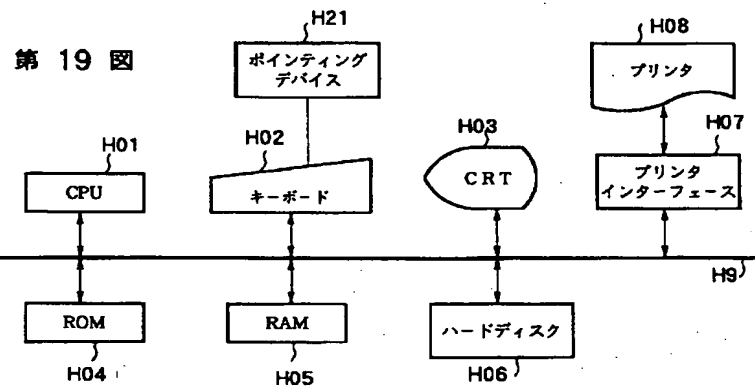 第 19 図
H21
ポインティング
デバイス
H08
プリンタ
H01
CPU
H02
キーボード
H03
CRT
H07
プリンタ
インターフェース
H9
ROM
H04
RAM
H05
ハードディスク
H06